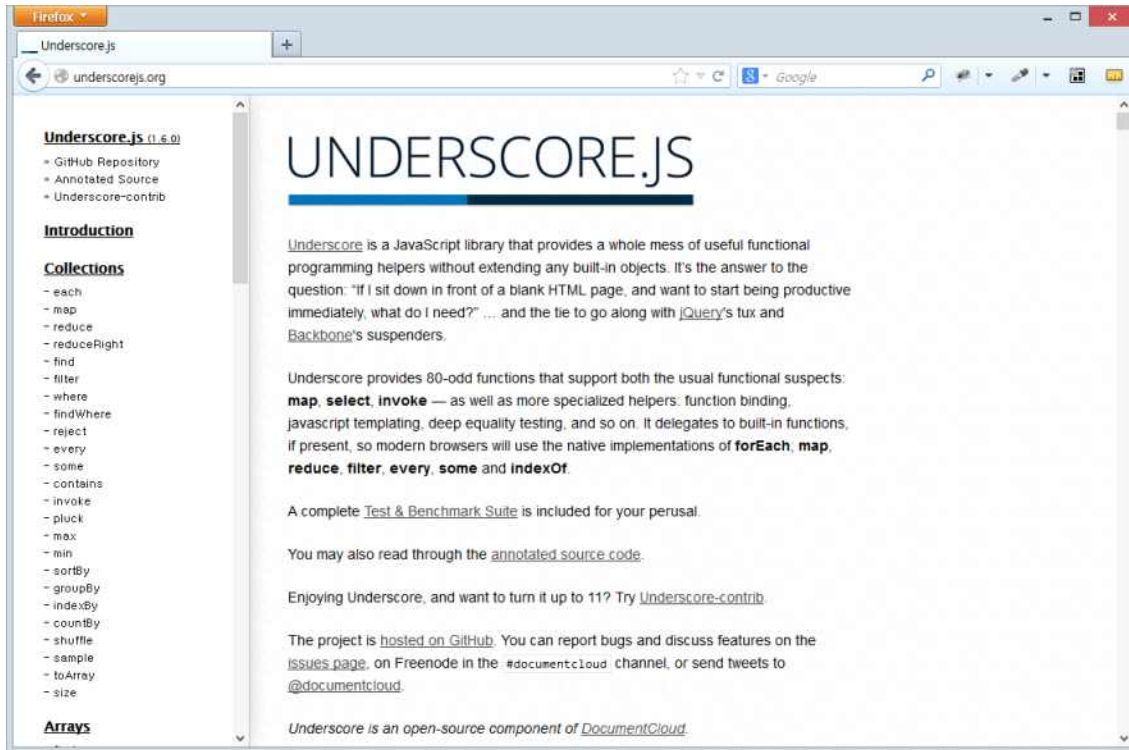 Firefox
Underscore.js
underscorejs.org
Google
Underscore.js (1.6.0)
» GitHub Repository
» Annotated Source
» Underscore-contrib
Introduction
Collections
- each
- map
- reduce
- reduceRight
- find
- filter
- where
- findWhere
- reject
- every
- some
- contains
- invoke
- pluck
- max
- min
- sortBy
- groupBy
- indexBy
- countBy
- shuffle
- sample
- toArray
- size
Arrays
UNDERSCORE.JS
Underscore is a JavaScript library that provides a whole mess of useful functional
programming helpers without extending any built-in objects. It's the answer to the
question: “If I sit down in front of a blank HTML page, and want to start being productive
immediately, what do I need?” ... and the tie to go along with jQuery's tux and
Backbone's suspenders.
Underscore provides 80-odd functions that support both the usual functional suspects:
map, select, invoke — as well as more specialized helpers: function binding,
javascript templating, deep equality testing, and so on. It delegates to built-in functions,
if present, so modern browsers will use the native implementations of forEach, map,
reduce, filter, every, some and indexOf.
A complete Test & Benchmark Suite is included for your perusal.
You may also read through the annotated source code.
Enjoying Underscore, and want to turn it up to 11? Try Underscore-contrib.
The project is hosted on GitHub. You can report bugs and discuss features on the
issues page, on Freenode in the #documentcloud channel, or send tweets to
@documentcloud.
Underscore is an open-source component of DocumentCloud.